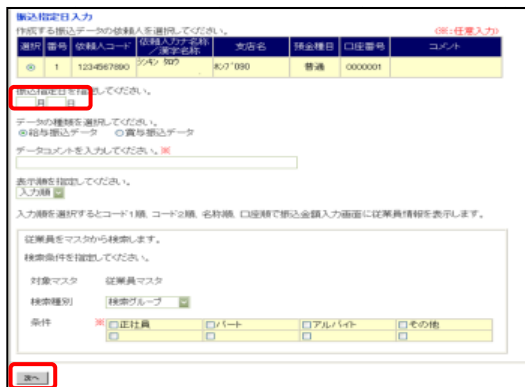 振込指定日入力
作成する振込データの依頼人を選択してください。 (※:任意入力)
選択 番号 依頼人コード 依頼人カナ名称/漢字名称 支店名 預金種目 口座番号 コメント
1 1234567890 シンキン タロウ ホンブ090 普通 0000001
振込指定日を指定してください。
月 日
データの種類を選択してください。
給与振込データ 賞与振込データ
データコメントを入力してください。※
表示順を指定してください。
入力順
入力順を選択するとコード1順、コード2順、名称順、口座順で振込金額入力画面に従業員情報を表示します。
従業員をマスタから検索します。
検索条件を指定してください。
対象マスタ 従業員マスタ
検索種別 検索グループ
条件 ※ 正社員 パート アルバイト その他
次へ